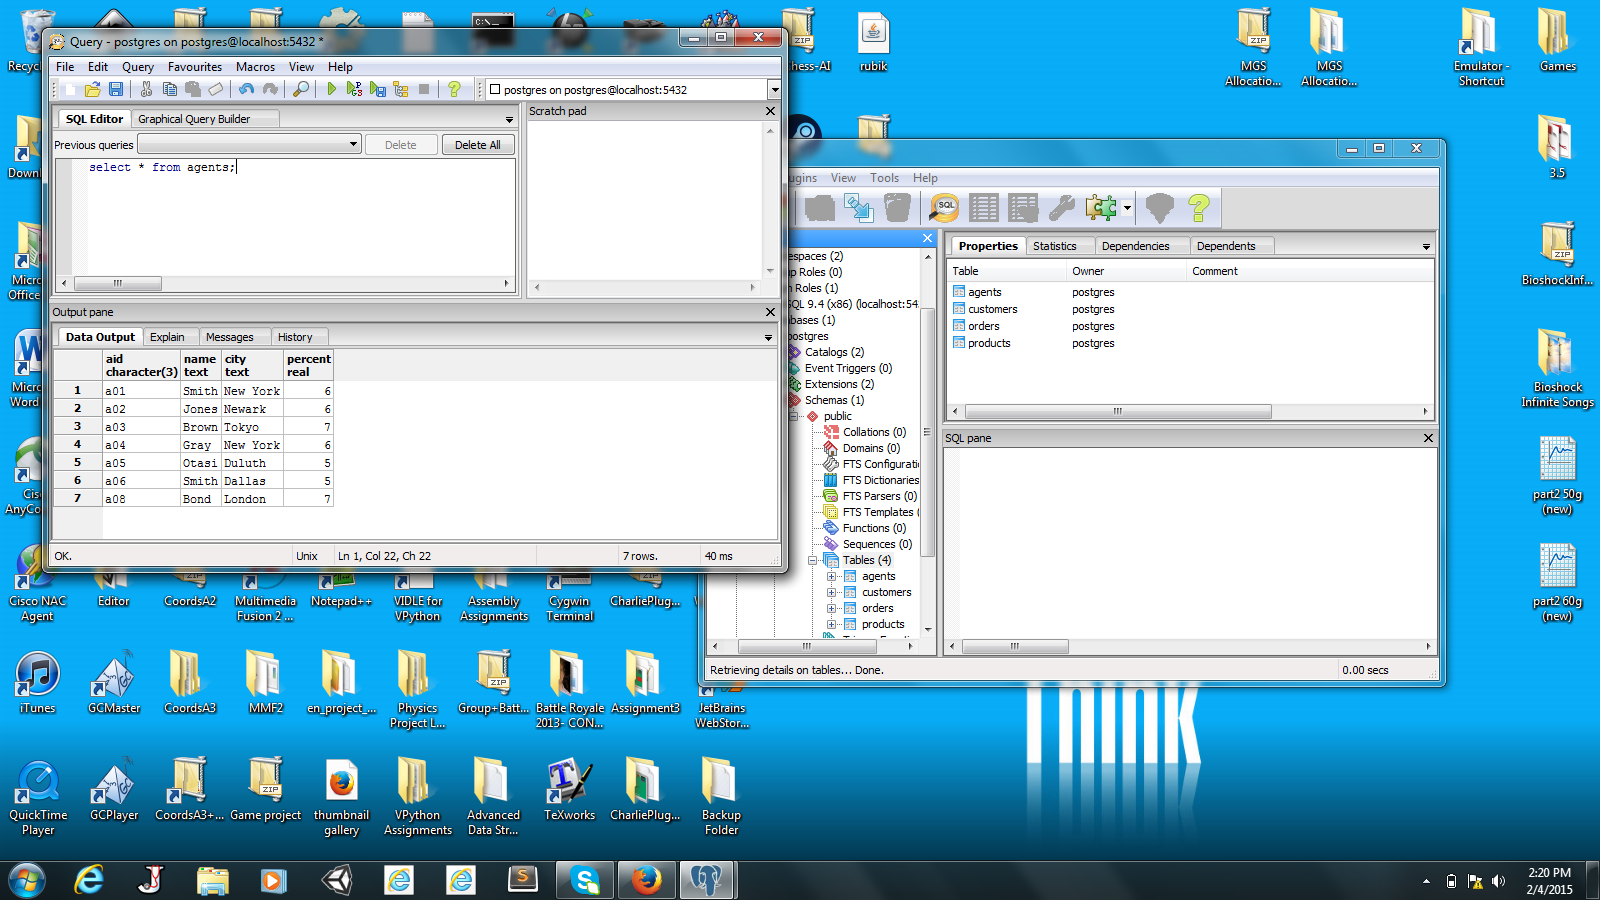 Recyc
hess-AI
rubik
MGS
Allocatio...
MGS
Allocatio...
Emulator -
Shortcut
Games
Query - postgres on postgres@localhost:5432 *
File Edit Query Favourites Macros View Help
postgres on postgres@localhost:5432
SQL Editor
Graphical Query Builder
Scratch pad
Previous queries
Delete
Delete All
select * from agents;
Output pane
Data Output
Explain
Messages
History
aid
character(3)
name
text
city
text
percent
real
1 a01 Smith New York 6
2 a02 Jones Newark 6
3 a03 Brown Tokyo 7
4 a04 Gray New York 6
5 a05 Otasi Duluth 5
6 a06 Smith Dallas 5
7 a08 Bond London 7
OK.
Unix
Ln 1, Col 22, Ch 22
7 rows.
40 ms
ugins View Tools Help
SQL
espaces (2)
up Roles (0)
n Roles (1)
SQL 9.4 (x86) (localhost:543
abases (1)
postgres
Catalogs (2)
Event Triggers (0)
Extensions (2)
Schemas (1)
public
Collations (0)
Domains (0)
FTS Configurati
FTS Dictionaries
FTS Parsers (0)
FTS Templates (
Functions (0)
Sequences (0)
Tables (4)
agents
customers
orders
products
Properties
Statistics
Dependencies
Dependents
Table Owner Comment
agents postgres
customers postgres
orders postgres
products postgres
SQL pane
Retrieving details on tables... Done.
0.00 secs
Downl
Micro
Office
Micro
Word
Cisc
AnyCo
3.5
BioshockInf...
Bioshock
Infinite Songs
part2 50g
(new)
part2 60g
(new)
Cisco NAC
Agent
Editor
CoordsA2
Multimedia
Fusion 2 ...
Notepad++
VIDLE for
VPython
Assembly
Assignments
Cygwin
Terminal
CharliePlug...
iTunes
GCMaster
CoordsA3
MMF2
en_project_...
Physics
Project L...
Group+Batt...
Battle Royale
2013- CON...
Assignment3
JetBrains
WebStor...
Think
QuickTime
Player
GCPlayer
CoordsA3+...
Game project
thumbnail
gallery
VPython
Assignments
Advanced
Data Str...
TeXworks
CharliePlug...
Backup
Folder
2:20 PM
2/4/2015